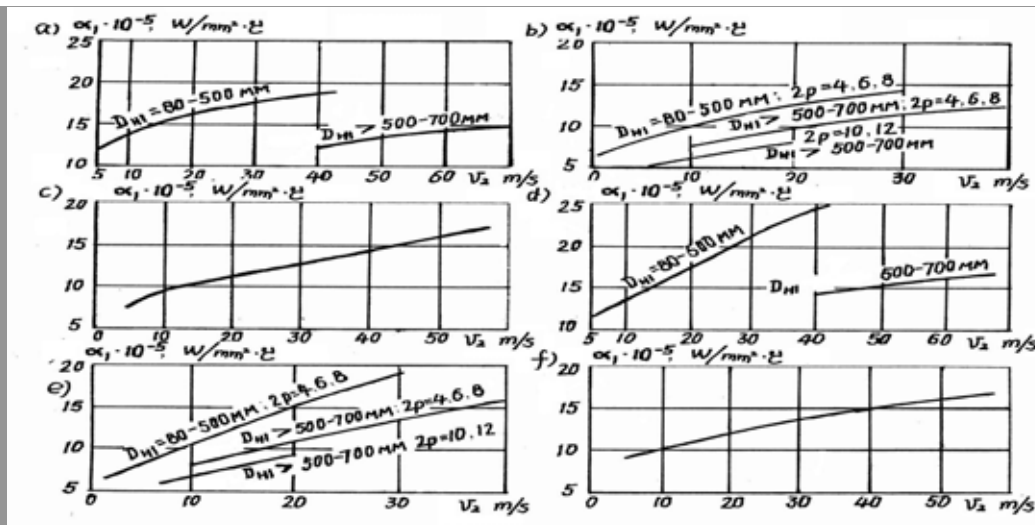 a) α₁·10⁻⁵; W/mm²·
25
20
15
10
D_H1 = 80-500 MM
D_H1 > 500-700MM
5 10 20 30 40 50 60 V₂ m/s
b) α₁·10⁻⁵; W/mm²·
20
15
10
5
D_H1 = 80-500 MM; 2p=4,6,8
D_H1 > 500-700MM; 2p=4,6,8
2p=10,12
D_H1 > 500-700MM
0 10 20 30 V₂ m/s
c) α₁·10⁻⁵; W/mm²·
20
15
10
5
0 10 20 30 40 50 V₂ m/s
d) α₁·10⁻⁵; W/mm²·
25
20
15
10
D_H1 = 80-500 MM
D_H1 500-700 MM
5 10 20 30 40 50 60 V₂ m/s
e) α₁·10⁻⁵; W/mm²·
15
10
5
D_H1 = 80-500 MM; 2p=4,6,8
D_H1 > 500-700 MM; 2p=4,6,8
D_H1 > 500-700 MM 2p=10,12
0 10 20 30 V₂ m/s
f) α₁·10⁻⁵; W/mm²·
15
10
5
0 10 20 30 40 50 V₂ m/s